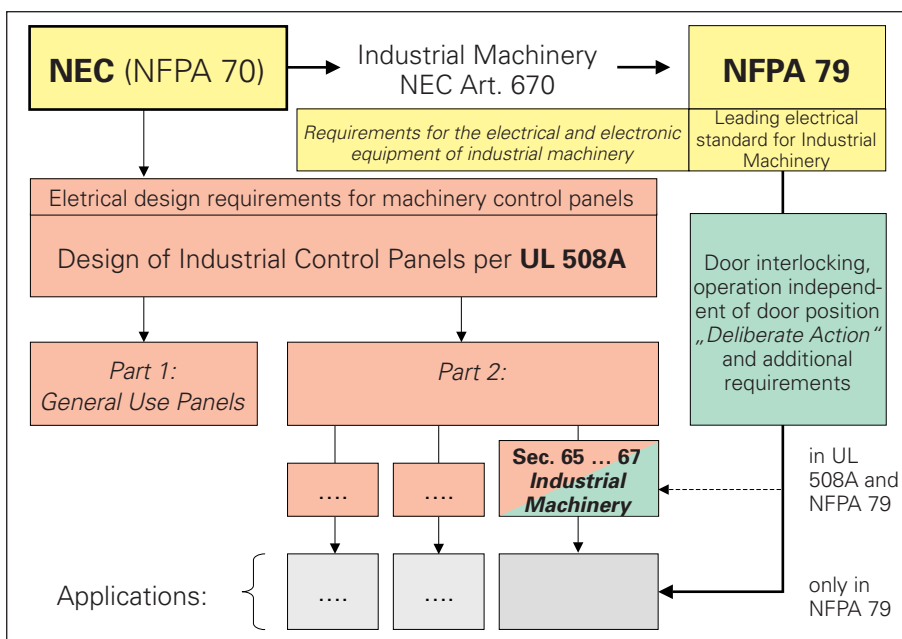 NEC (NFPA 70)
Industrial Machinery
NEC Art. 670
NFPA 79
Requirements for the electrical and electronic
equipment of industrial machinery
Leading electrical
standard for Industrial
Machinery
Eletrical design requirements for machinery control panels
Design of Industrial Control Panels per UL 508A
Door interlocking,
operation independ-
ent of door position
„Deliberate Action“
and additional
requirements
Part 1:
General Use Panels
Part 2:
....
....
Sec. 65 ... 67
Industrial
Machinery
in UL
508A and
NFPA 79
Applications:
....
....
only in
NFPA 79